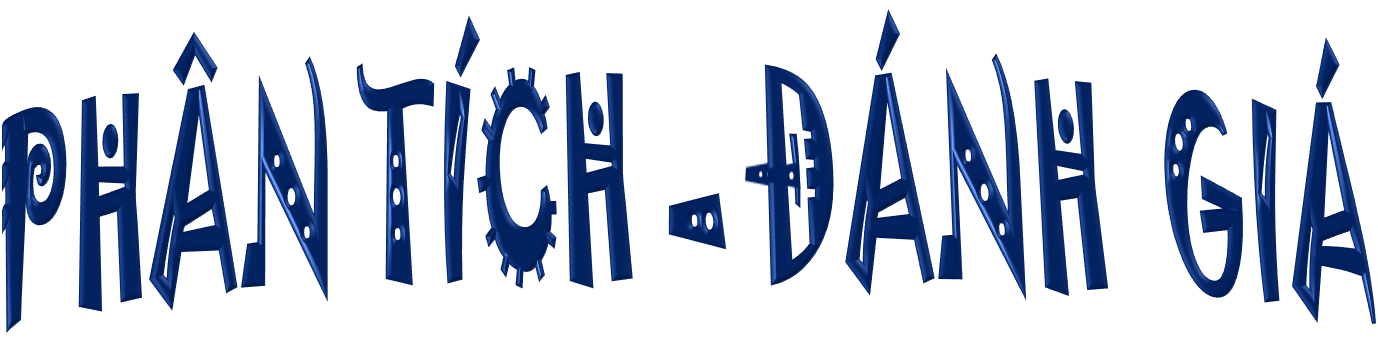 PHÂN TÍCH - ĐÁNH GIÁ